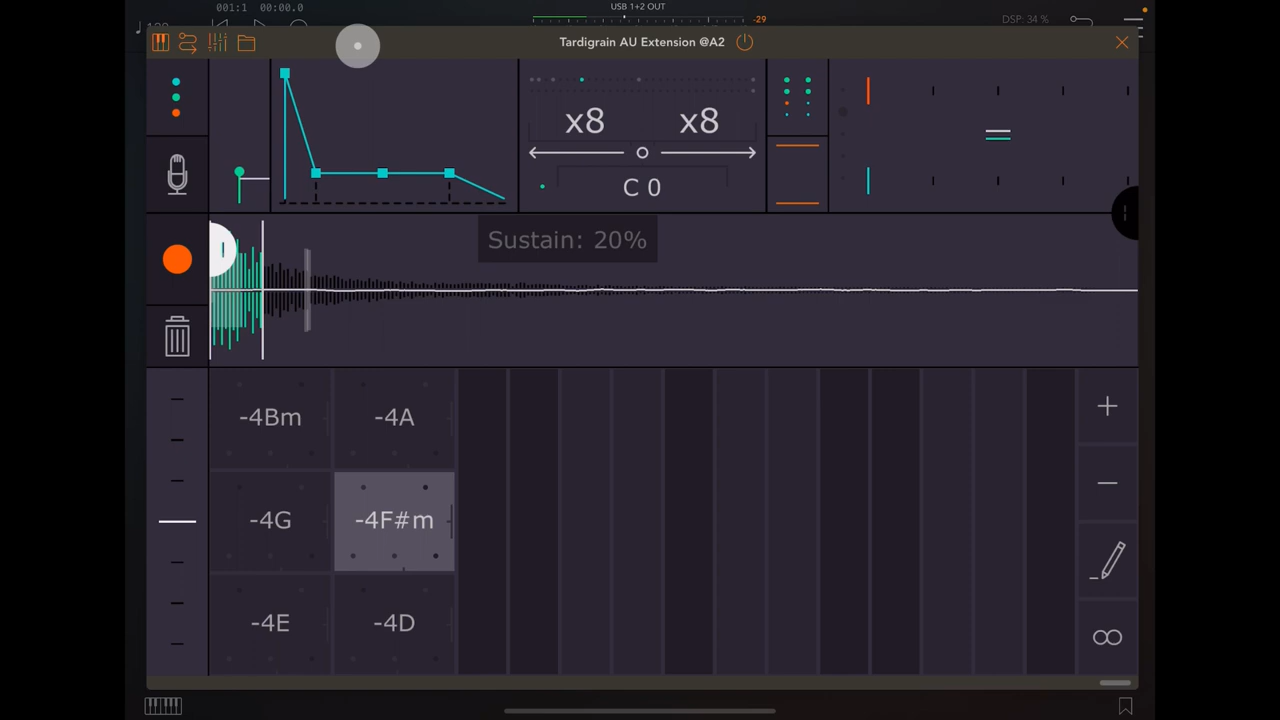 001:1 00:00.0
USB 1+2 OUT
-29
DSP: 34 %
Tardigrain AU Extension @A2
x8 x8
C 0
Sustain: 20%
-4Bm -4A
-4G -4F#m
-4E -4D